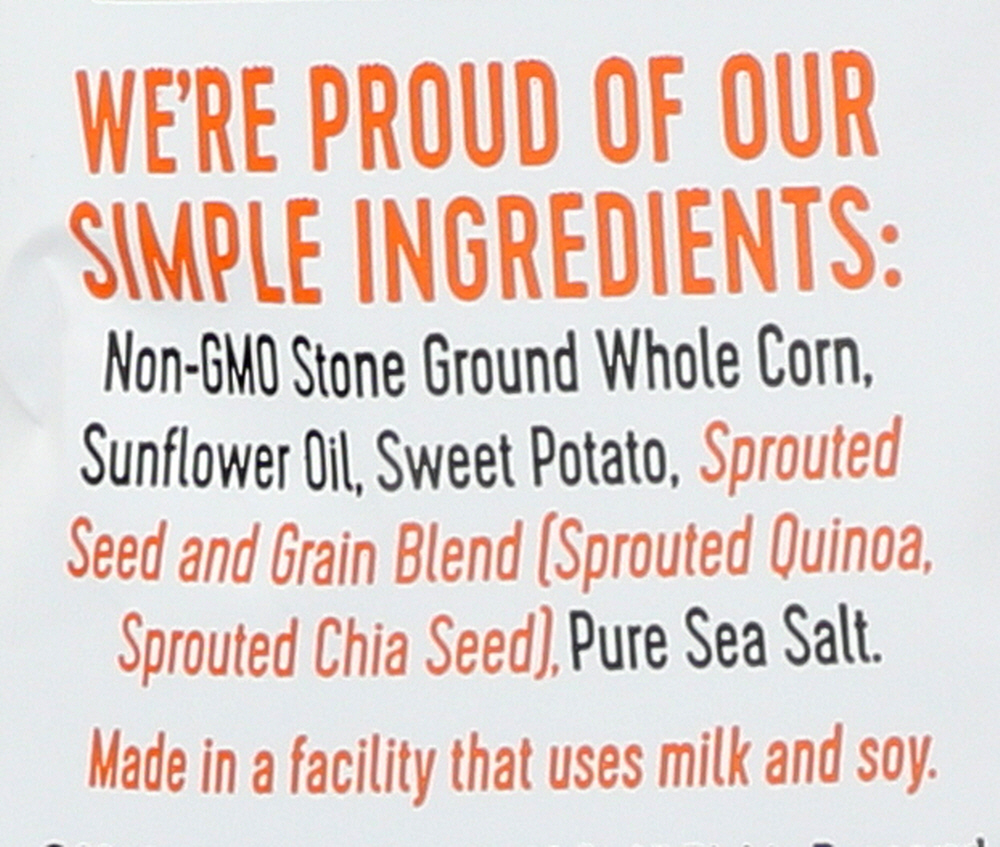 WE'RE PROUD OF OUR
SIMPLE INGREDIENTS:
Non-GMO Stone Ground Whole Corn,
Sunflower Oil, Sweet Potato, Sprouted
Seed and Grain Blend (Sprouted Quinoa,
Sprouted Chia Seed), Pure Sea Salt.
Made in a facility that uses milk and soy.